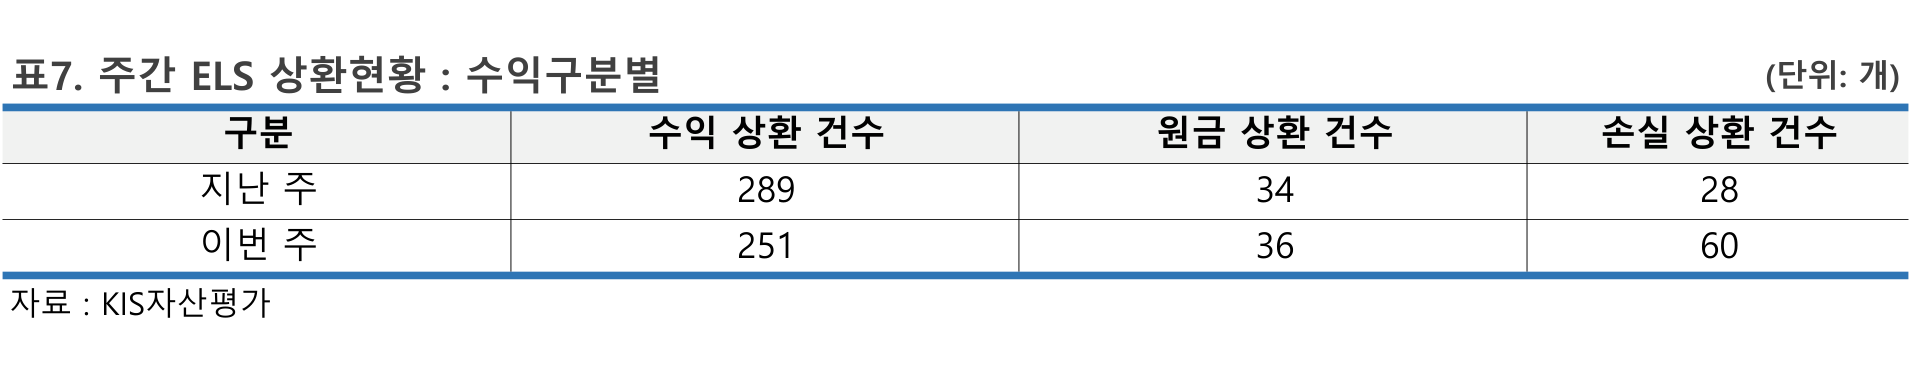 표7. 주간 ELS 상환현황 : 수익구분별 (단위: 개)
구분 수익 상환 건수 원금 상환 건수 손실 상환 건수
지난 주 289 34 28
이번 주 251 36 60
자료 : KIS자산평가